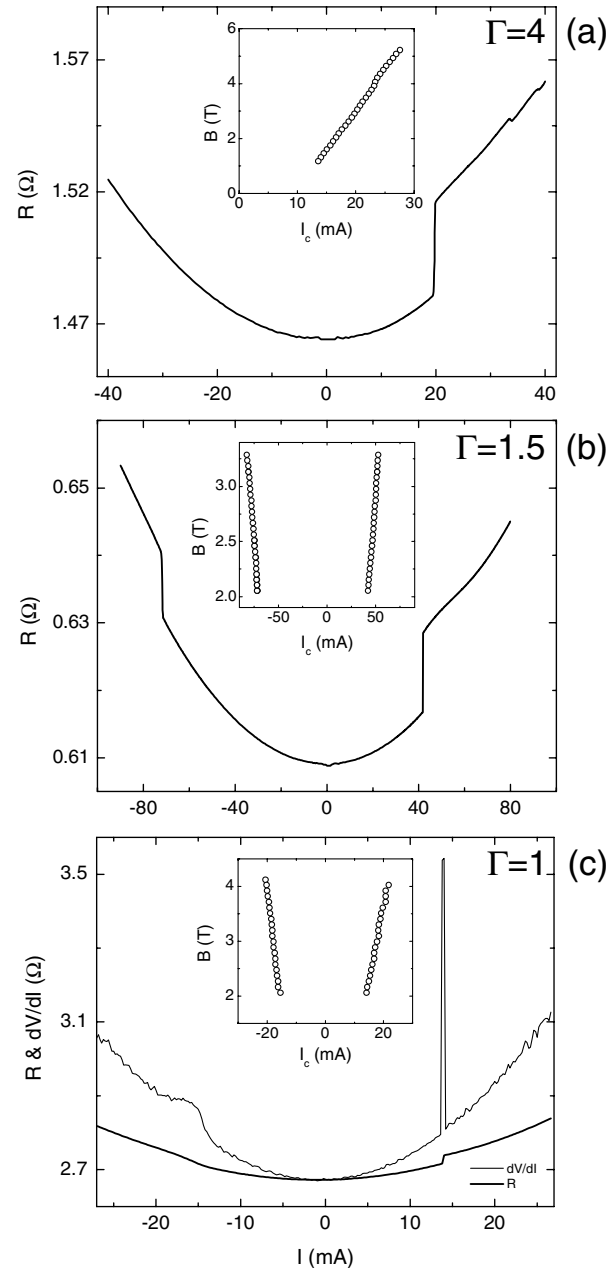 Γ=4 (a)
1.57
1.52
1.47
R (Ω)
-40 -20 0 20 40
6
4
2
0
B (T)
0 10 20 30
I_c (mA)
Γ=1.5 (b)
0.65
0.63
0.61
R (Ω)
-80 -40 0 40 80
3.0
2.5
2.0
B (T)
-50 0 50
I_c (mA)
Γ=1 (c)
3.5
3.1
2.7
R & dV/dI (Ω)
4
3
2
B (T)
-20 0 20
I_c (mA)
dV/dI
R
-20 -10 0 10 20
I (mA)